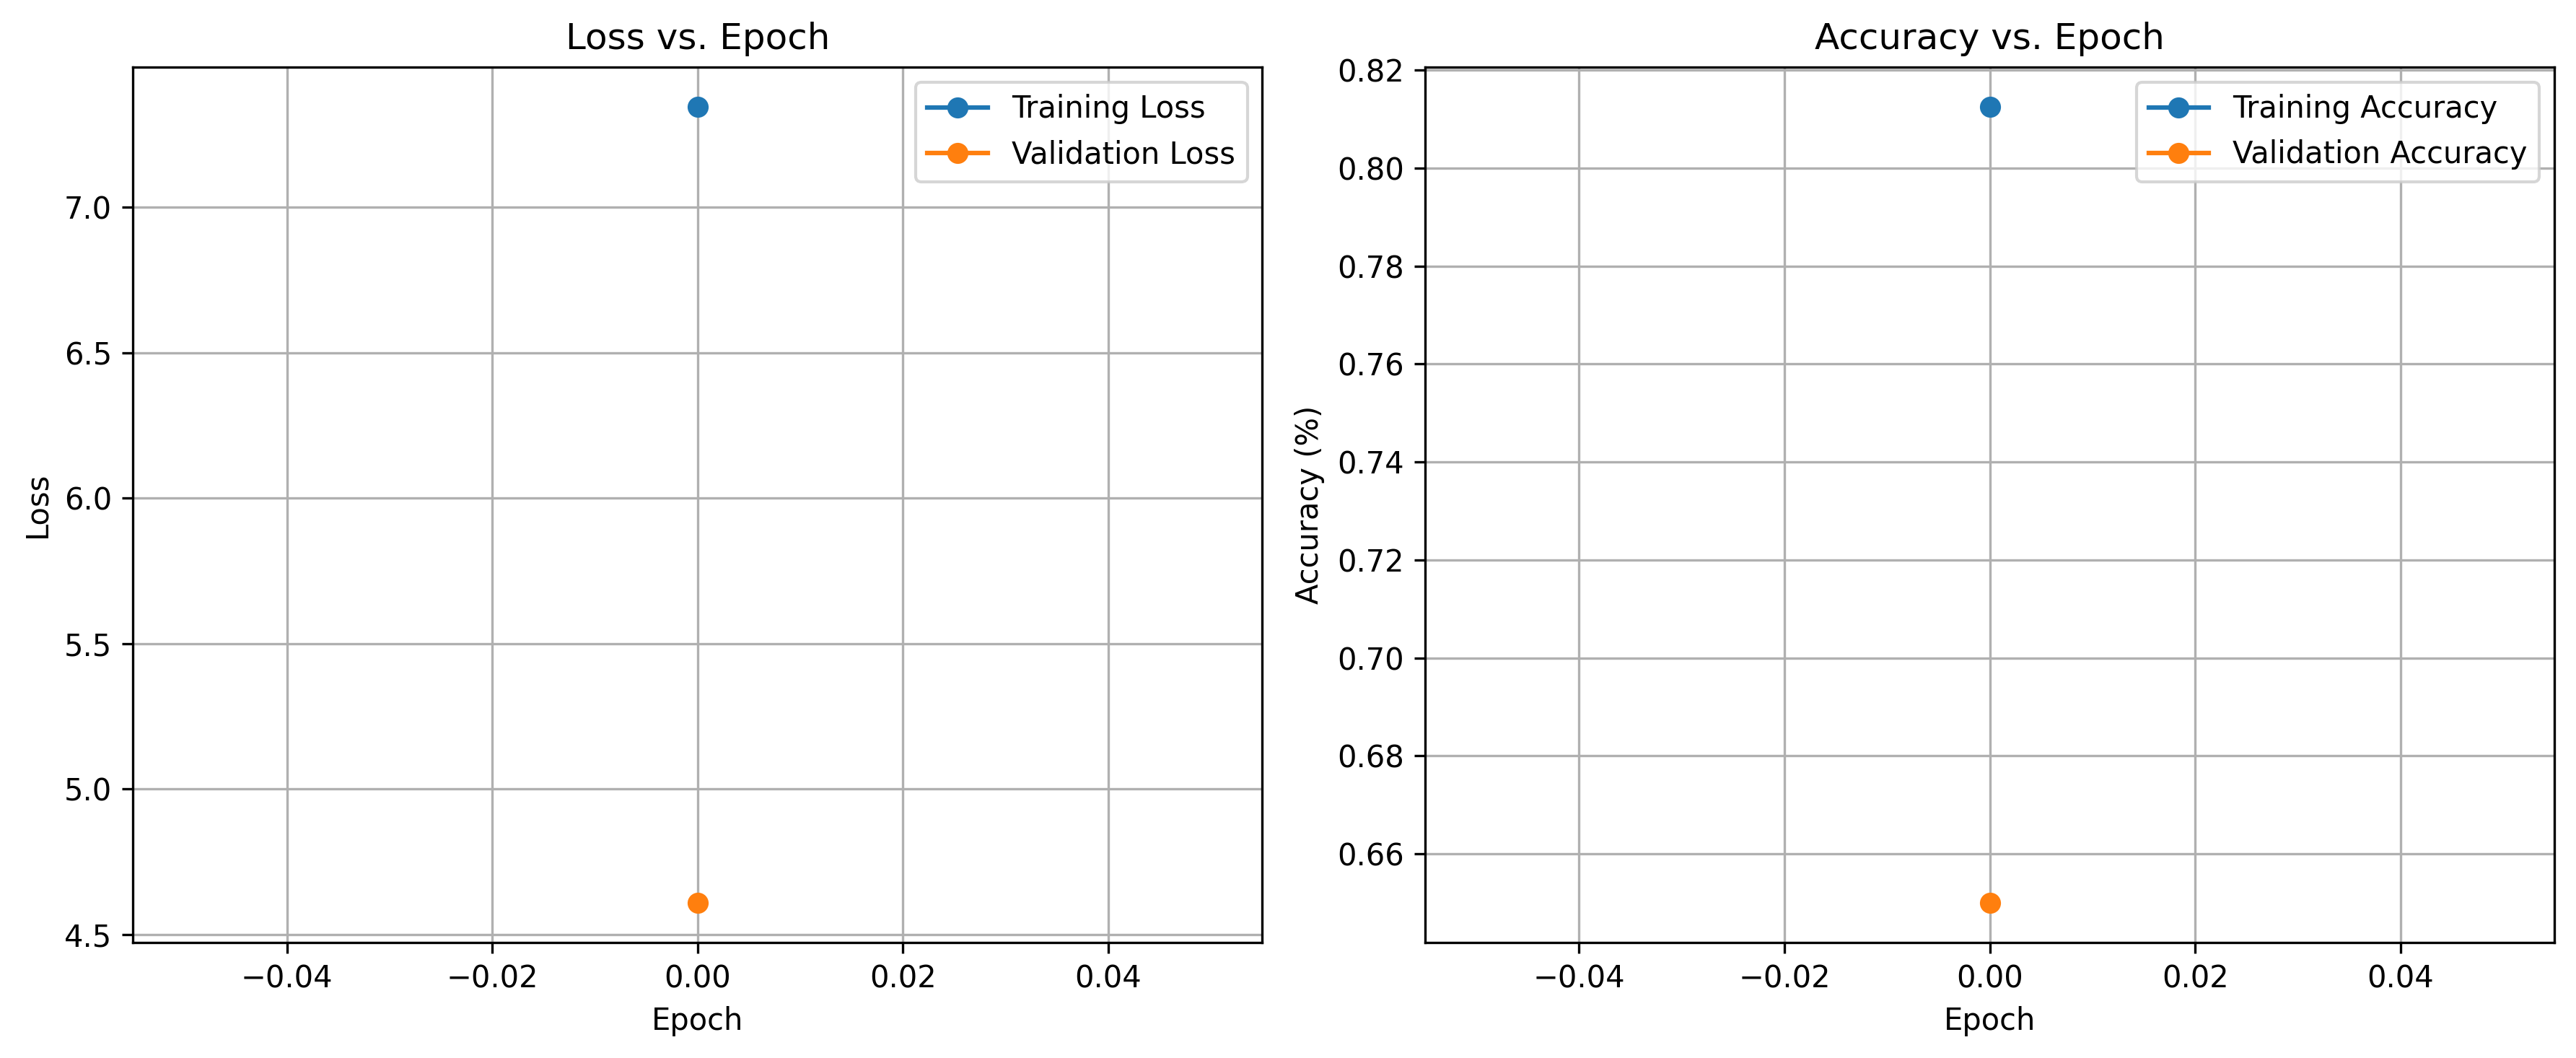 Loss vs. Epoch
Training Loss
Validation Loss
7.0
6.5
6.0
5.5
5.0
4.5
Loss
−0.04 −0.02 0.00 0.02 0.04
Epoch
Accuracy vs. Epoch
Training Accuracy
Validation Accuracy
0.82
0.80
0.78
0.76
0.74
0.72
0.70
0.68
0.66
Accuracy (%)
−0.04 −0.02 0.00 0.02 0.04
Epoch